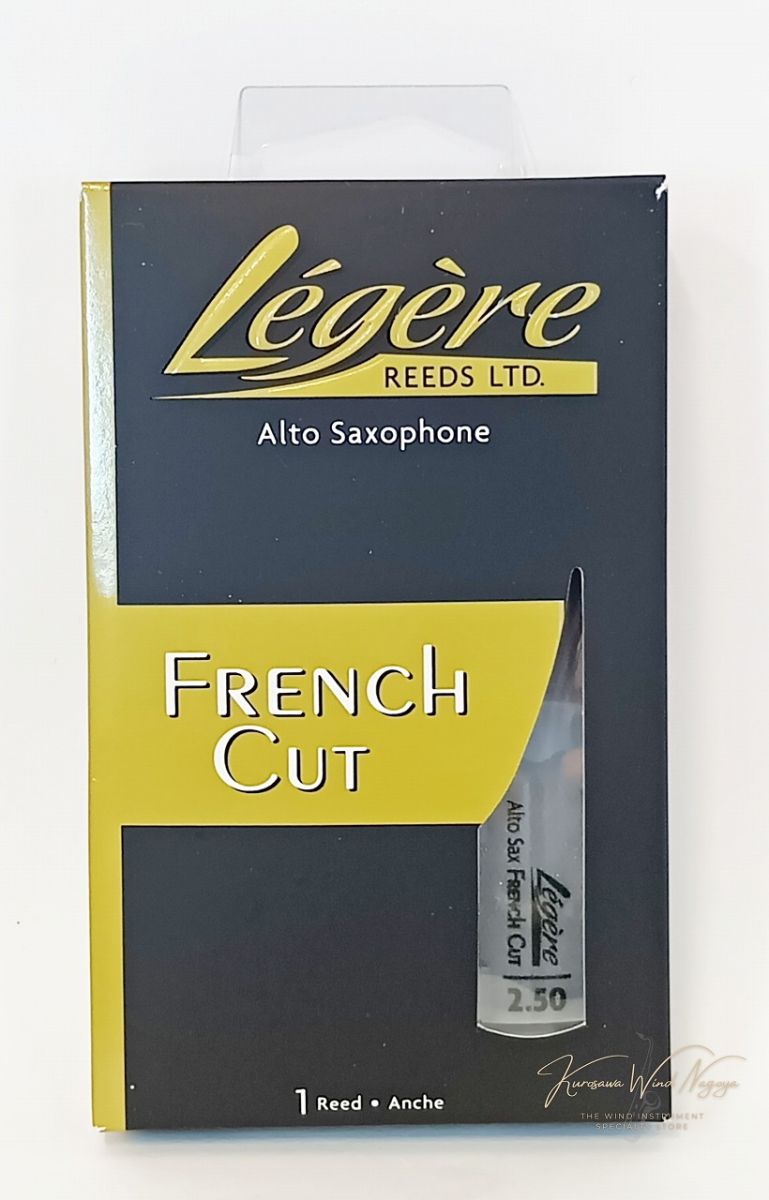 Légère
REEDS LTD.
Alto Saxophone
FRENCH
CUT
Légère
Alto Sax FRENCH CUT
2.50
1 Reed • Anche
Kurosawa Wind Nagoya
THE WIND INSTRUMENT
SPECIALTY STORE